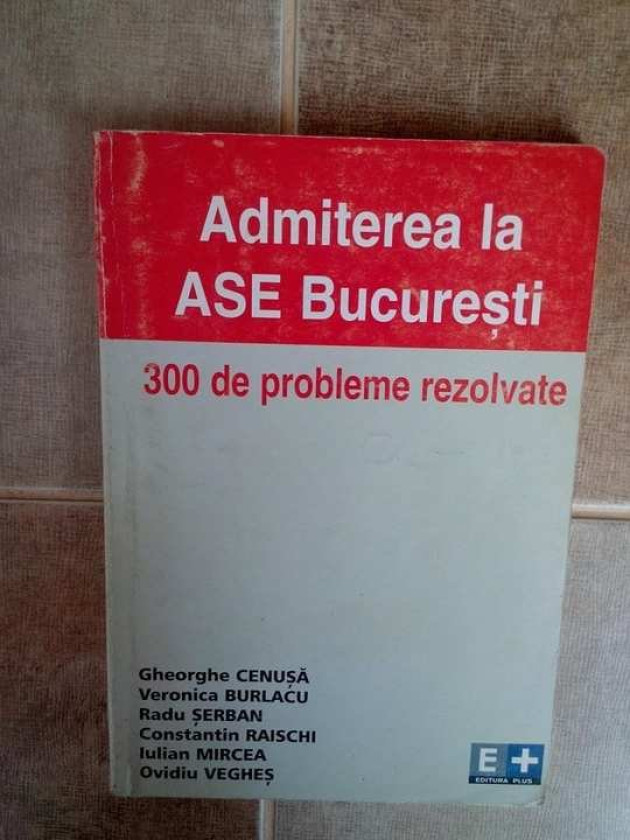 Admiterea la
ASE București
300 de probleme rezolvate
Gheorghe CENUȘĂ
Veronica BURLACU
Radu ȘERBAN
Constantin RAISCHI
Iulian MIRCEA
Ovidiu VEGHEȘ
E+
EDITURA PLUS